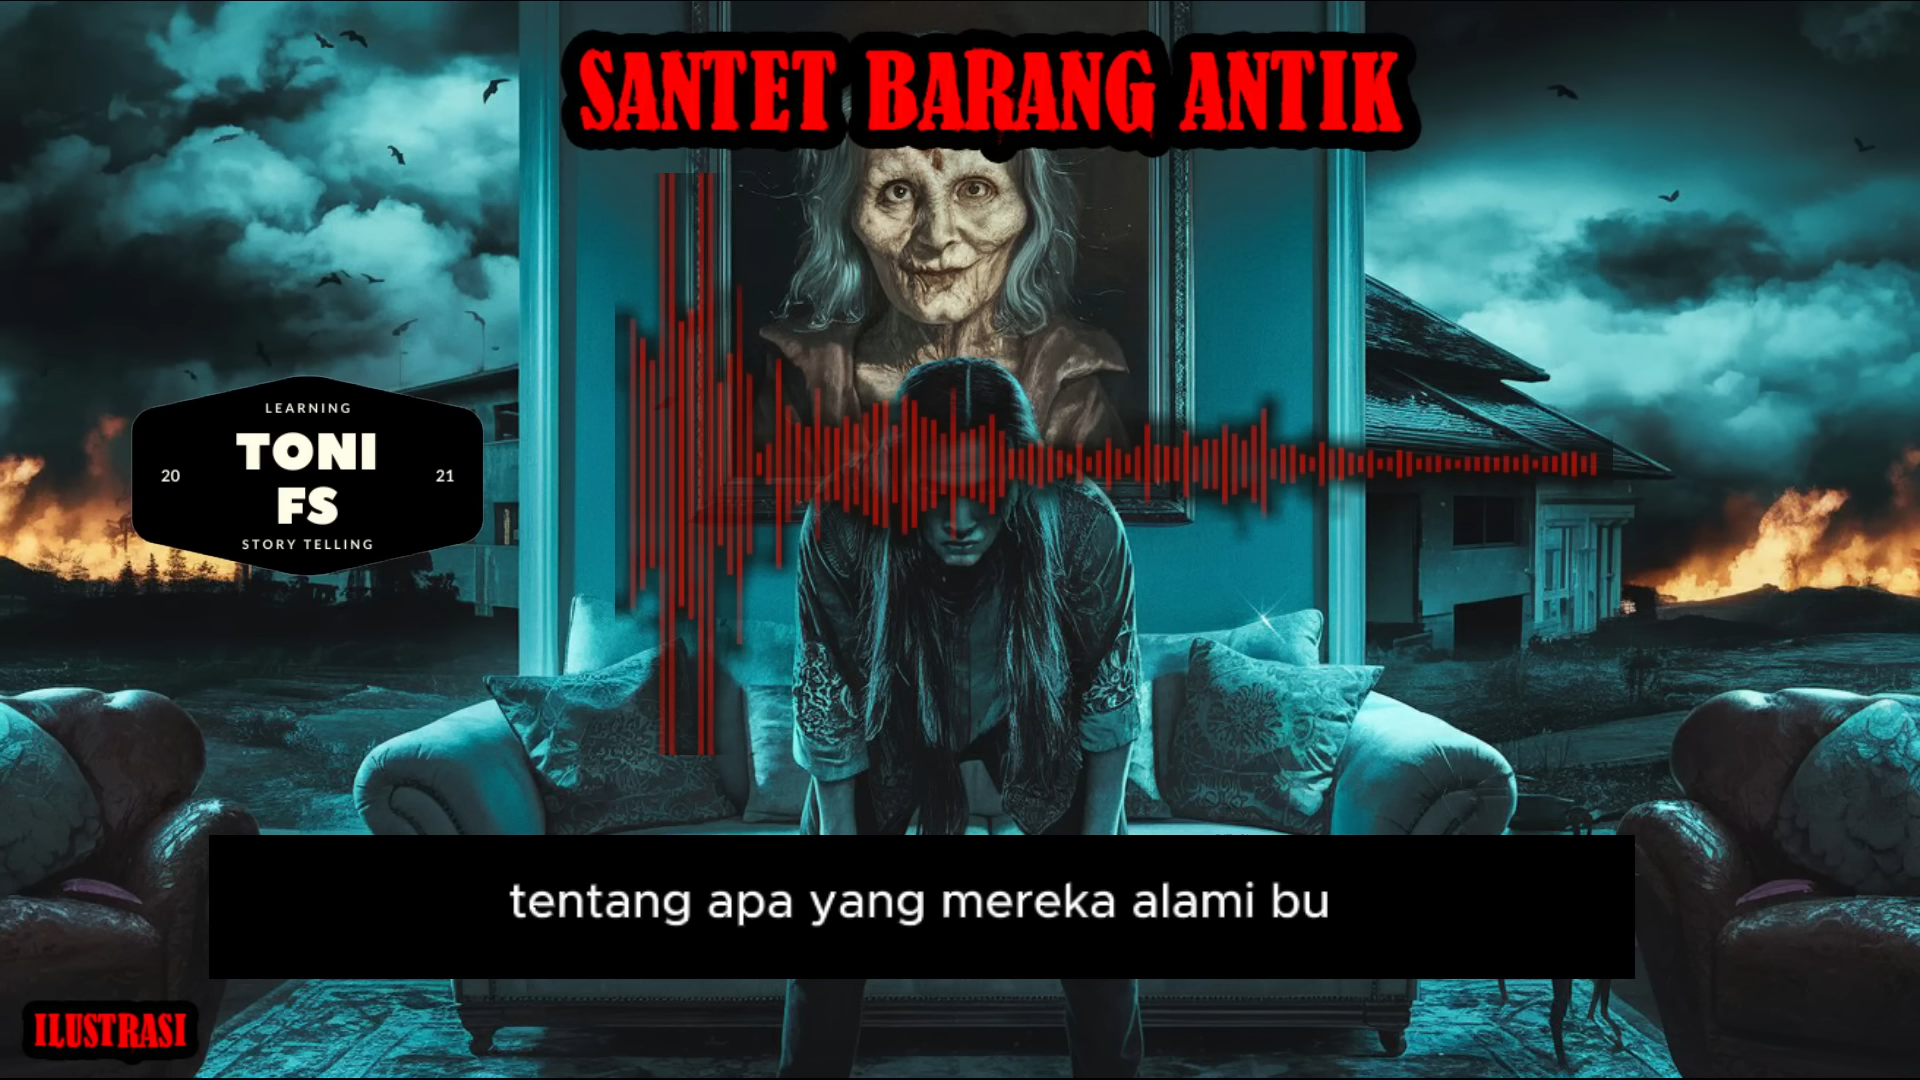 SANTET BARANG ANTIK
LEARNING
TONI
20
21
FS
STORY TELLING
tentang apa yang mereka alami bu
ILUSTRASI